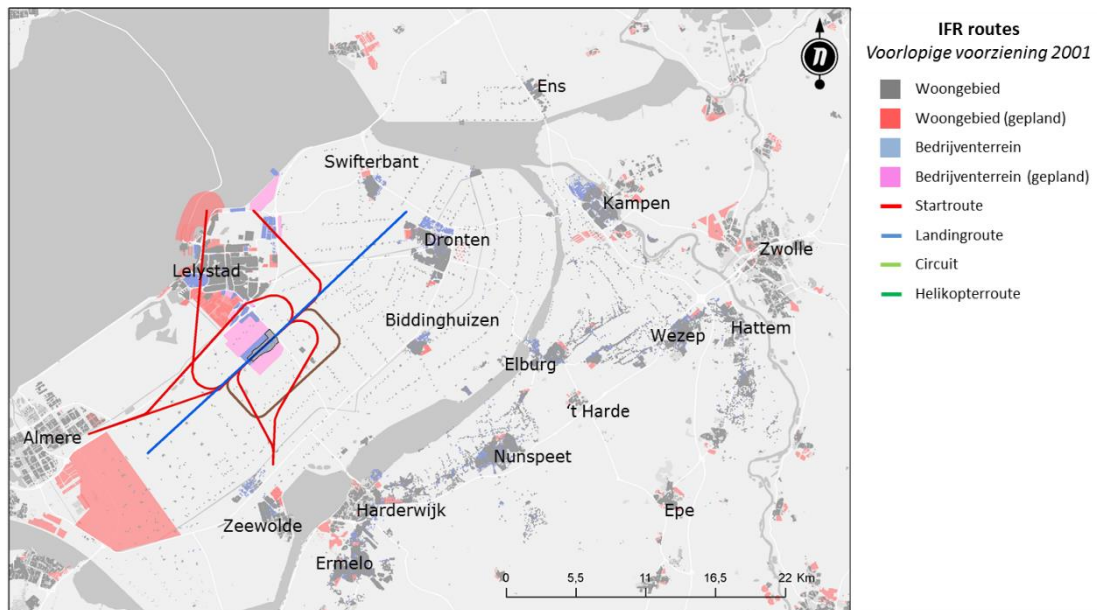 IFR routes
Voorlopige voorziening 2001
Woongebied
Woongebied (gepland)
Bedrijventerrein
Bedrijventerrein (gepland)
Startroute
Landingroute
Circuit
Helikopterroute
n
Ens
Swifterbant
Kampen
Dronten
Zwolle
Lelystad
Biddinghuizen
Wezep
Hattem
Elburg
't Harde
Almere
Nunspeet
Zeewolde
Harderwijk
Epe
Ermelo
0 5,5 11 16,5 22 Km